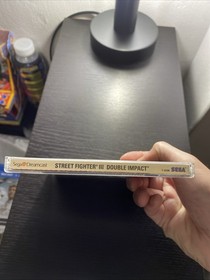 Sega Dreamcast STREET FIGHTER III DOUBLE IMPACT SEGA